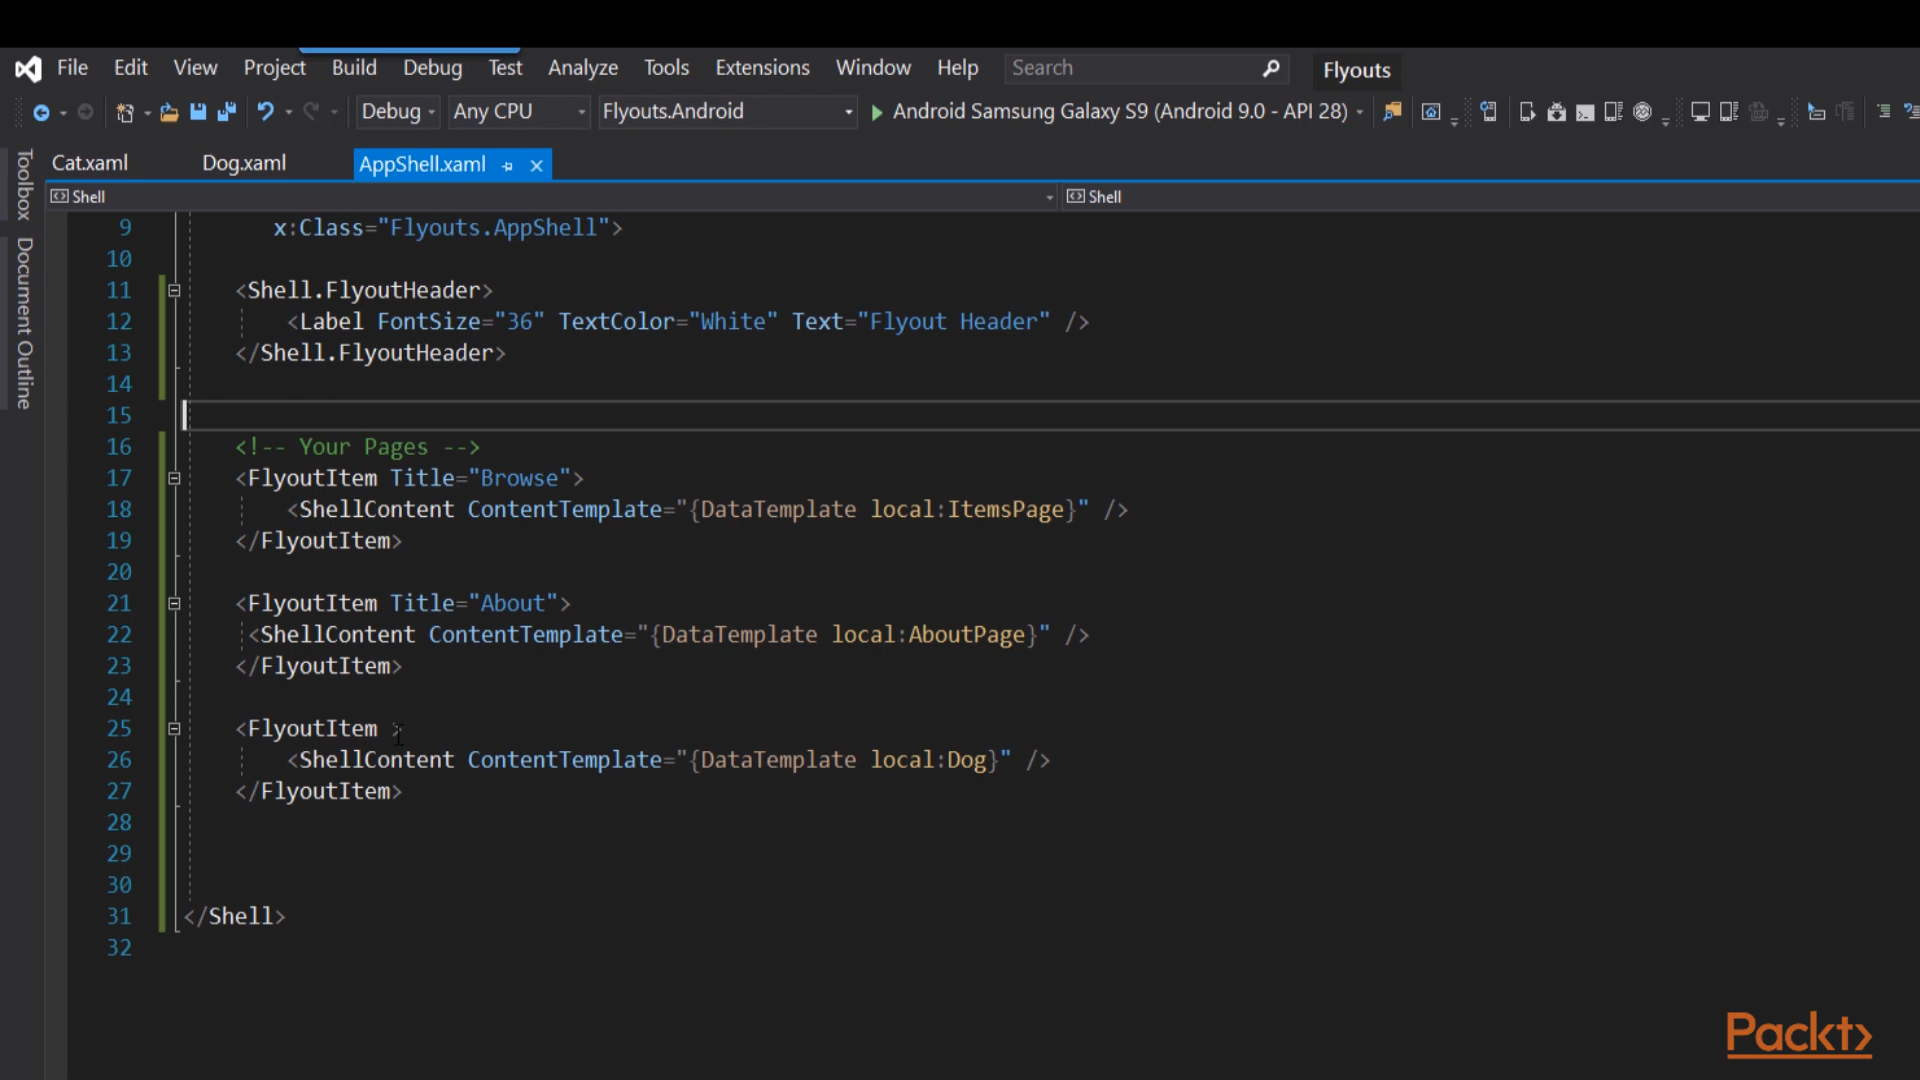 File Edit View Project Build Debug Test Analyze Tools Extensions Window Help Search Flyouts
Debug Any CPU Flyouts.Android Android Samsung Galaxy S9 (Android 9.0 - API 28)
Toolbox
Document Outline
Cat.xaml Dog.xaml AppShell.xaml
Shell Shell
9 x:Class="Flyouts.AppShell">
10
11 <Shell.FlyoutHeader>
12 <Label FontSize="36" TextColor="White" Text="Flyout Header" />
13 </Shell.FlyoutHeader>
14
15
16 <!-- Your Pages -->
17 <FlyoutItem Title="Browse">
18 <ShellContent ContentTemplate="{DataTemplate local:ItemsPage}" />
19 </FlyoutItem>
20
21 <FlyoutItem Title="About">
22 <ShellContent ContentTemplate="{DataTemplate local:AboutPage}" />
23 </FlyoutItem>
24
25 <FlyoutItem >
26 <ShellContent ContentTemplate="{DataTemplate local:Dog}" />
27 </FlyoutItem>
28
29
30
31 </Shell>
32
Packt>